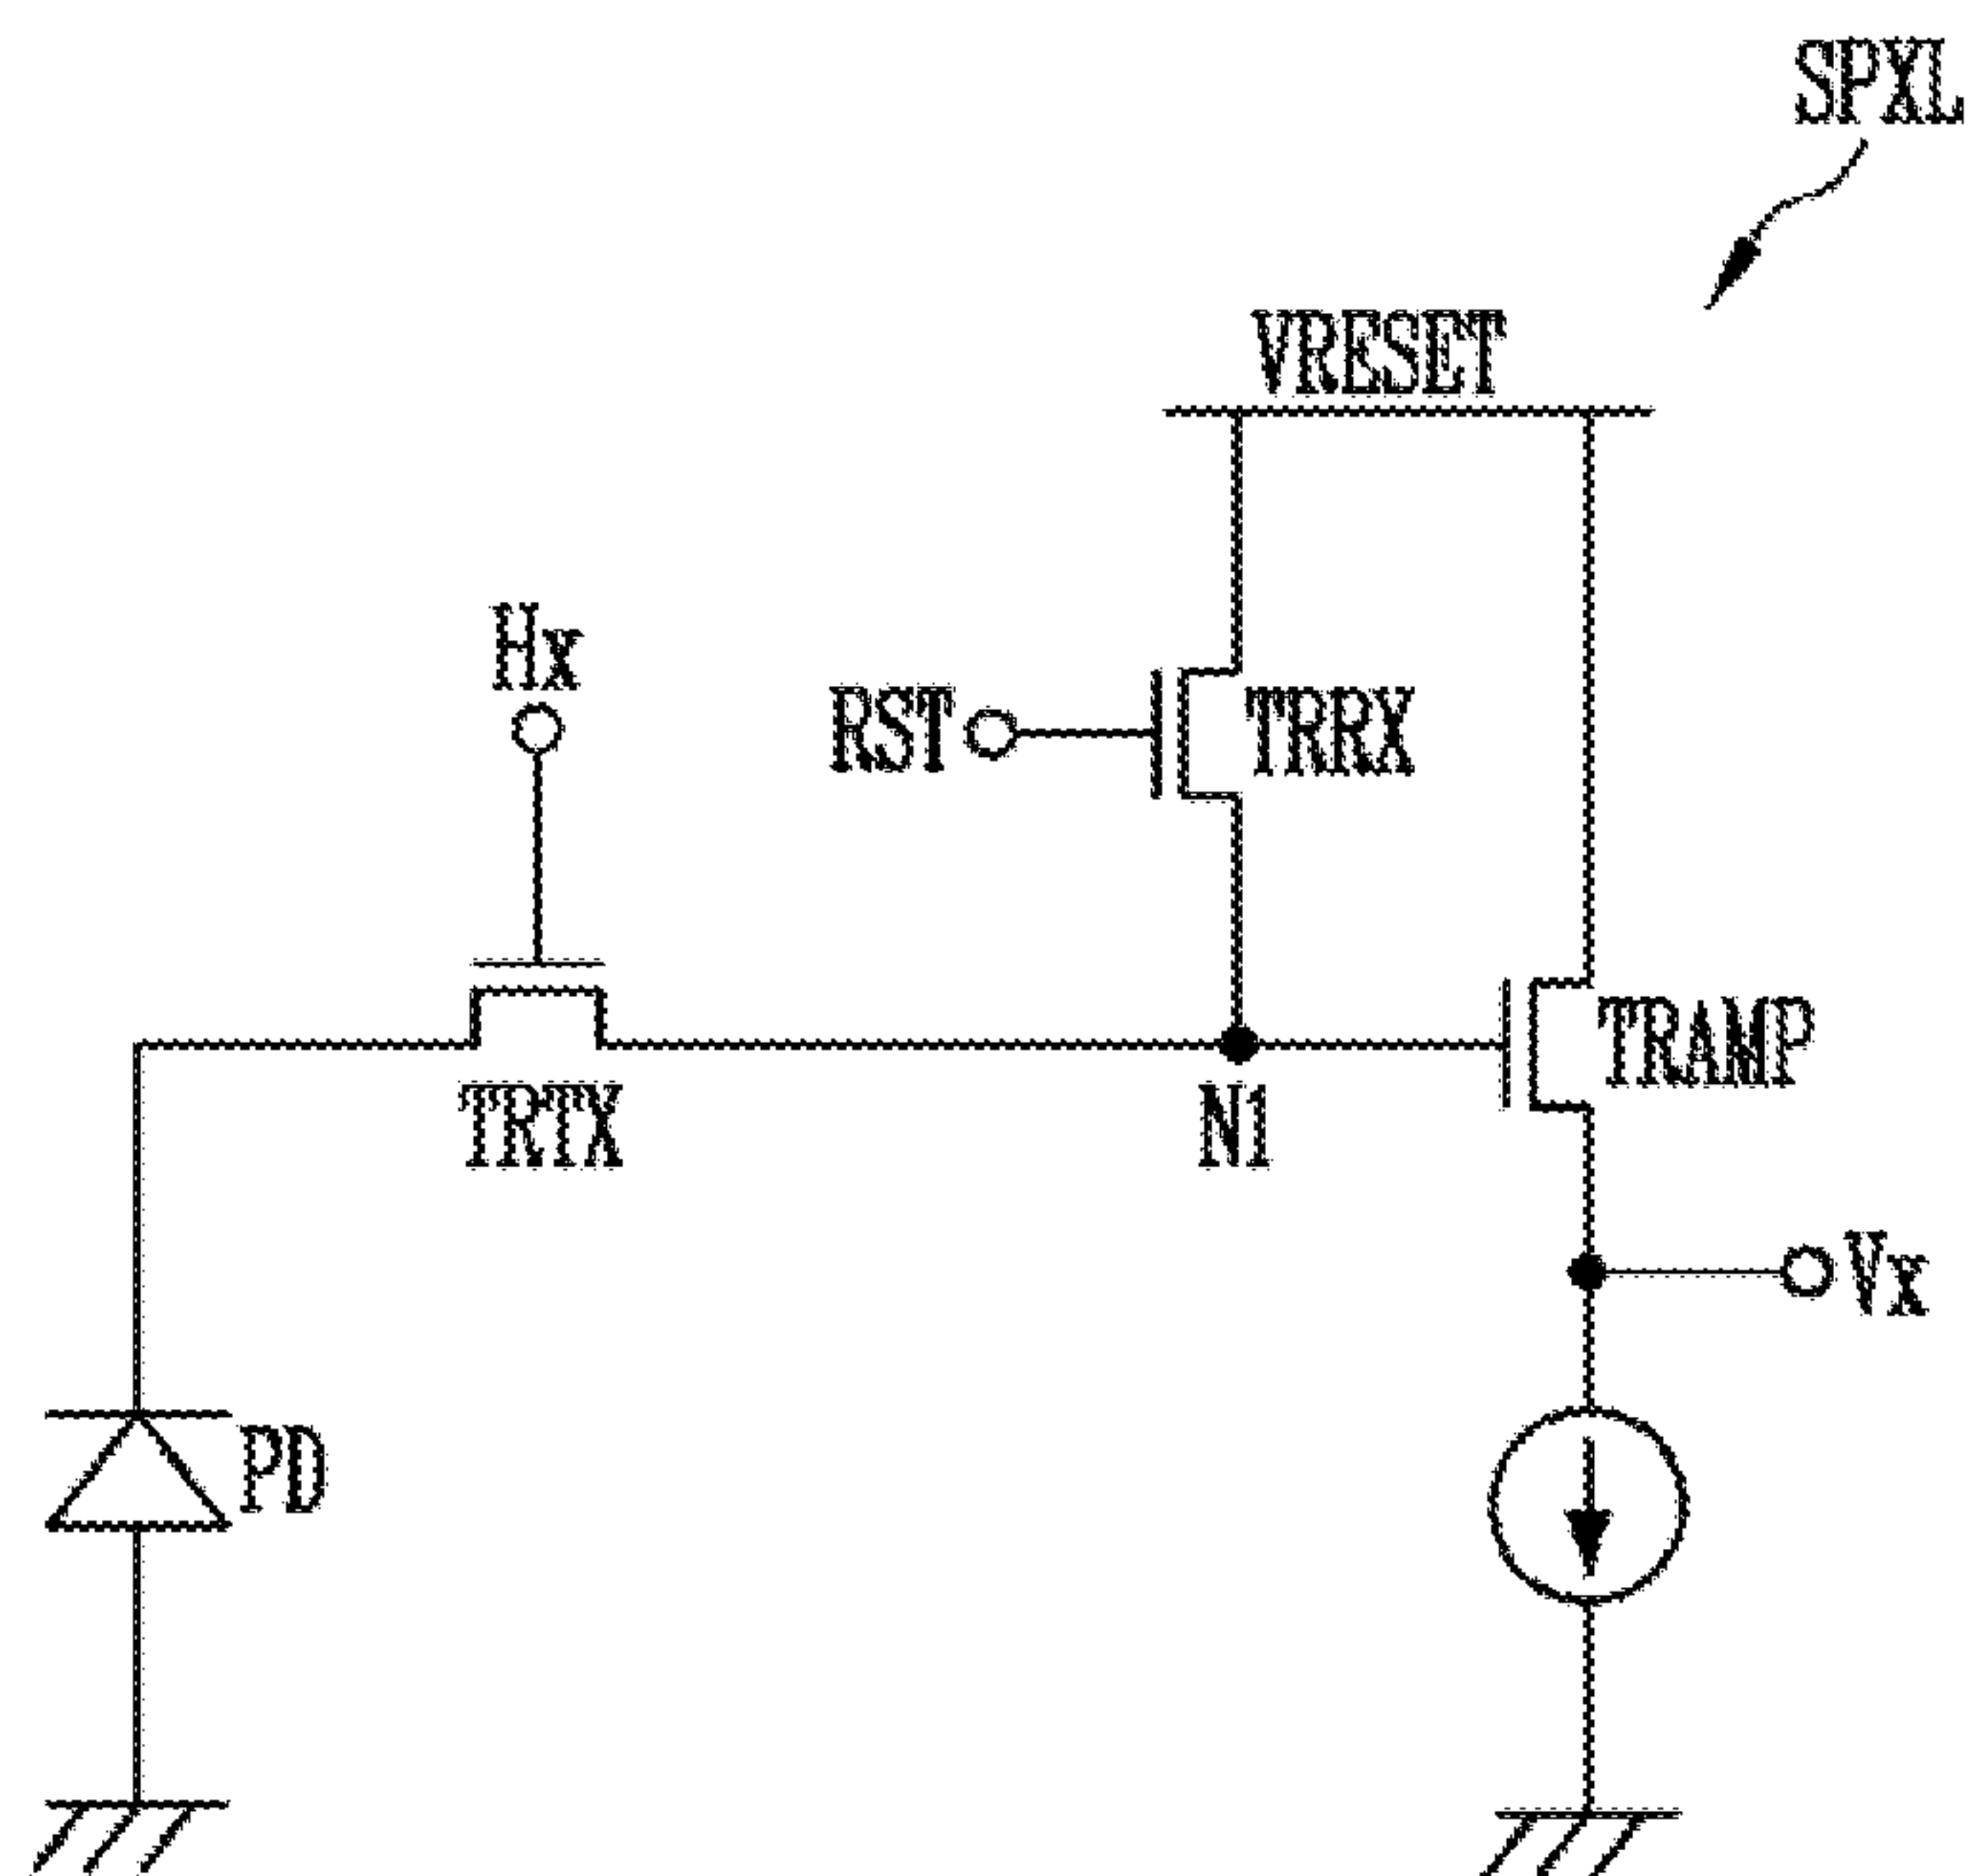 SPXL
VRESET
Hx
RST
TRRX
TRAMP
TRTX
N1
Vx
PD